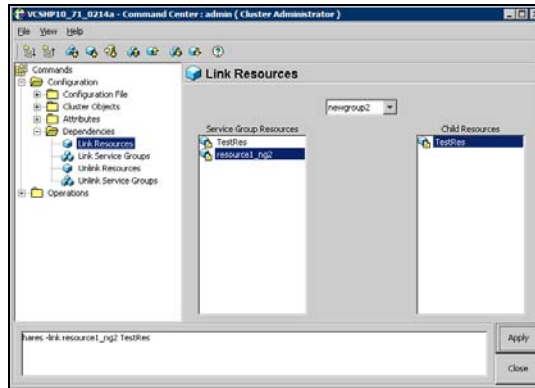 VCSHP10_71_0214a - Command Center : admin ( Cluster Administrator )
File View Help
Commands
Configuration
Configuration File
Cluster Objects
Attributes
Dependencies
Link Resources
Link Service Groups
Unlink Resources
Unlink Service Groups
Operations
Link Resources
newgroup2
Service Group Resources
TestRes
resource1_ng2
Child Resources
TestRes
hares -link resource1_ng2 TestRes
Apply
Close